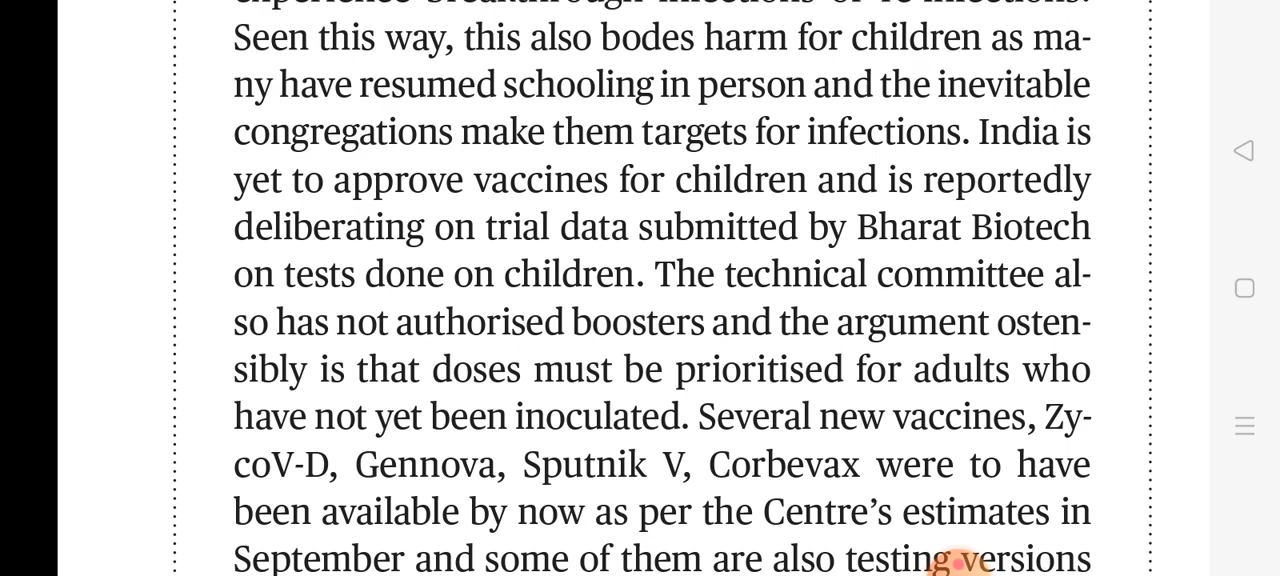 Seen this way, this also bodes harm for children as ma-
ny have resumed schooling in person and the inevitable
congregations make them targets for infections. India is
yet to approve vaccines for children and is reportedly
deliberating on trial data submitted by Bharat Biotech
on tests done on children. The technical committee al-
so has not authorised boosters and the argument osten-
sibly is that doses must be prioritised for adults who
have not yet been inoculated. Several new vaccines, Zy-
coV-D, Gennova, Sputnik V, Corbevax were to have
been available by now as per the Centre’s estimates in
September and some of them are also testing versions